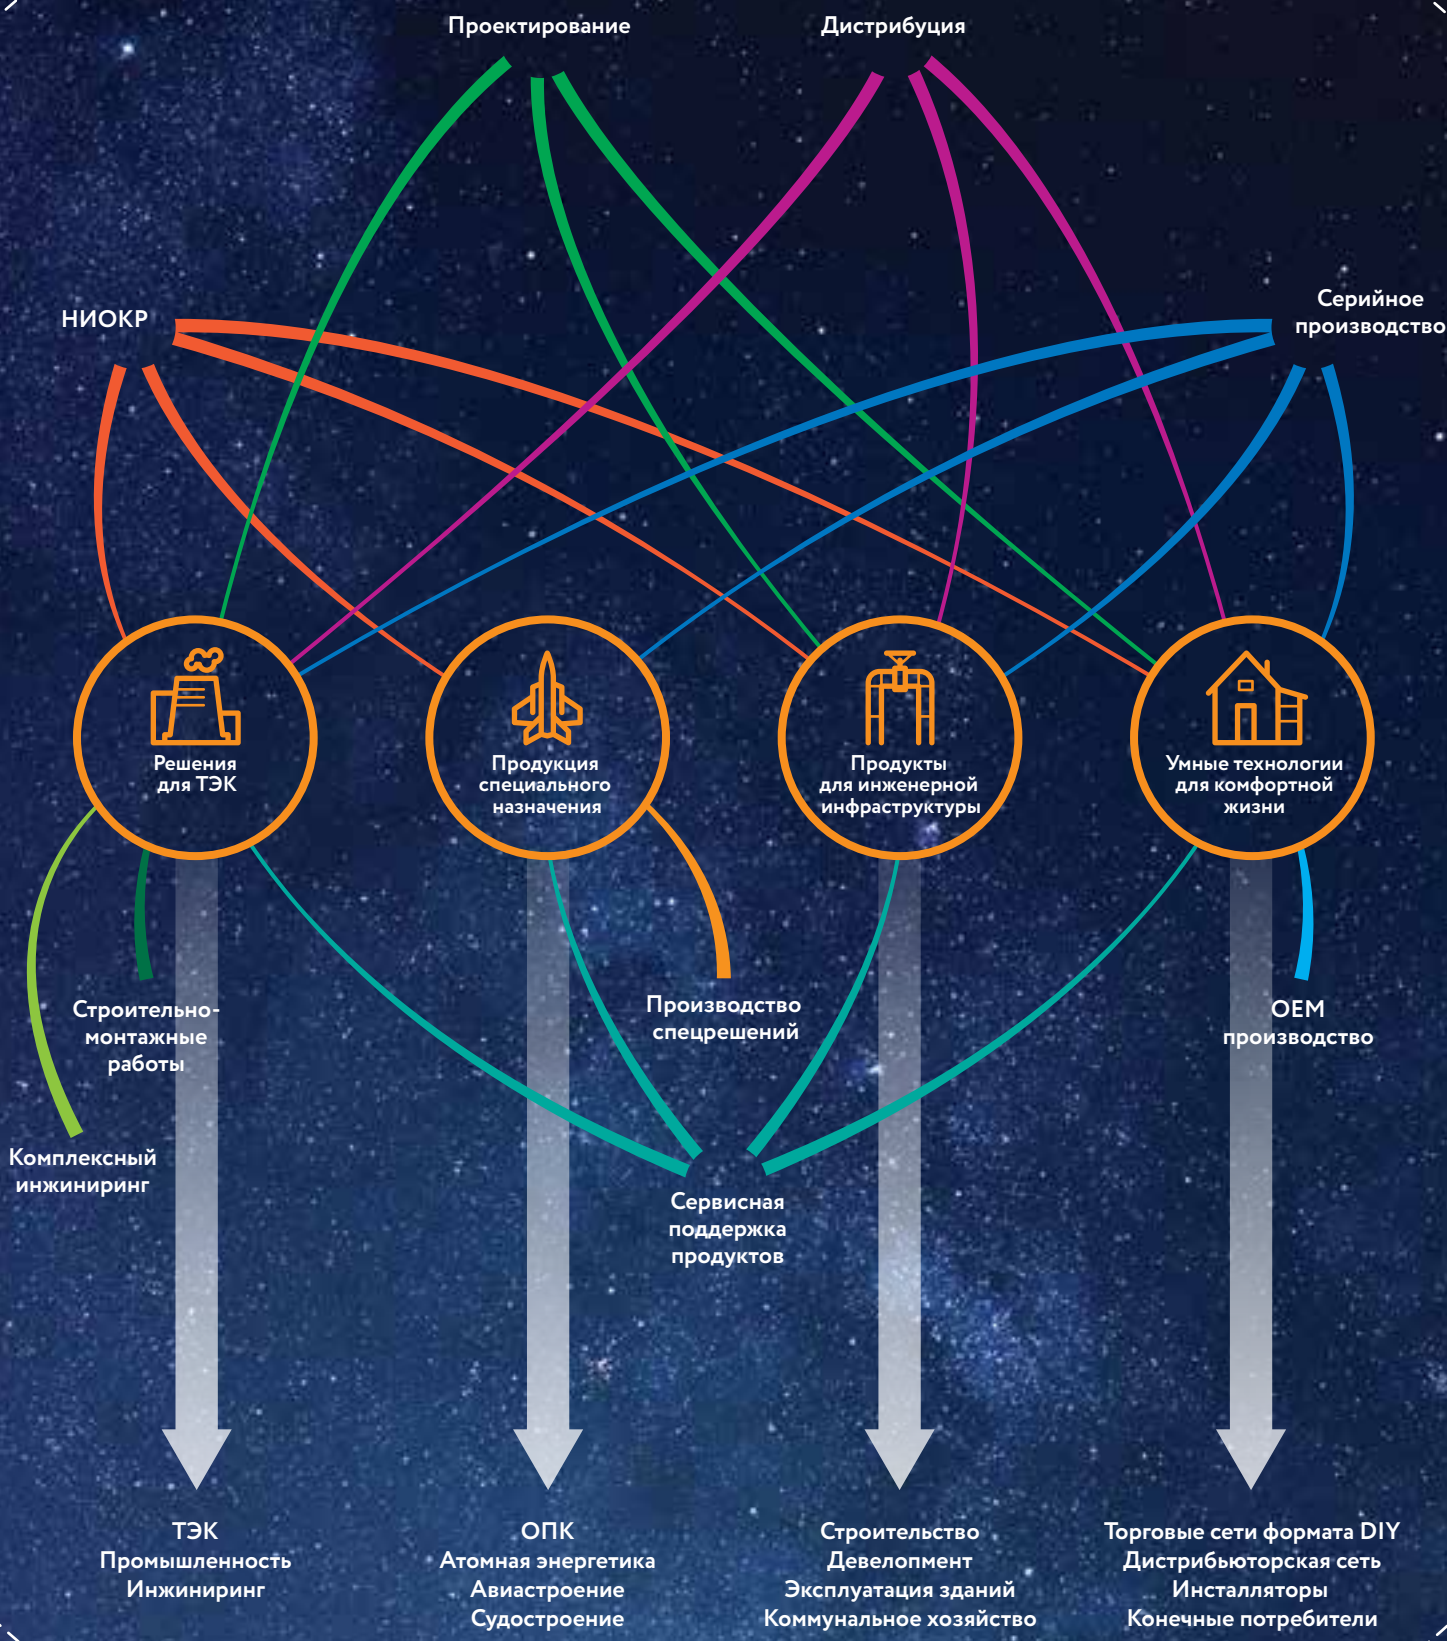 Проектирование
Дистрибуция
НИОКР
Серийное
производство
Решения
для ТЭК
Продукция
специального
назначения
Продукты
для инженерной
инфраструктуры
Умные технологии
для комфортной
жизни
Строительно-
монтажные
работы
Производство
спецрешений
OEM
производство
Комплексный
инжиниринг
Сервисная
поддержка
продуктов
ТЭК
Промышленность
Инжиниринг
ОПК
Атомная энергетика
Авиастроение
Судостроение
Строительство
Девелопмент
Эксплуатация зданий
Коммунальное хозяйство
Торговые сети формата DIY
Дистрибьюторская сеть
Инсталляторы
Конечные потребители